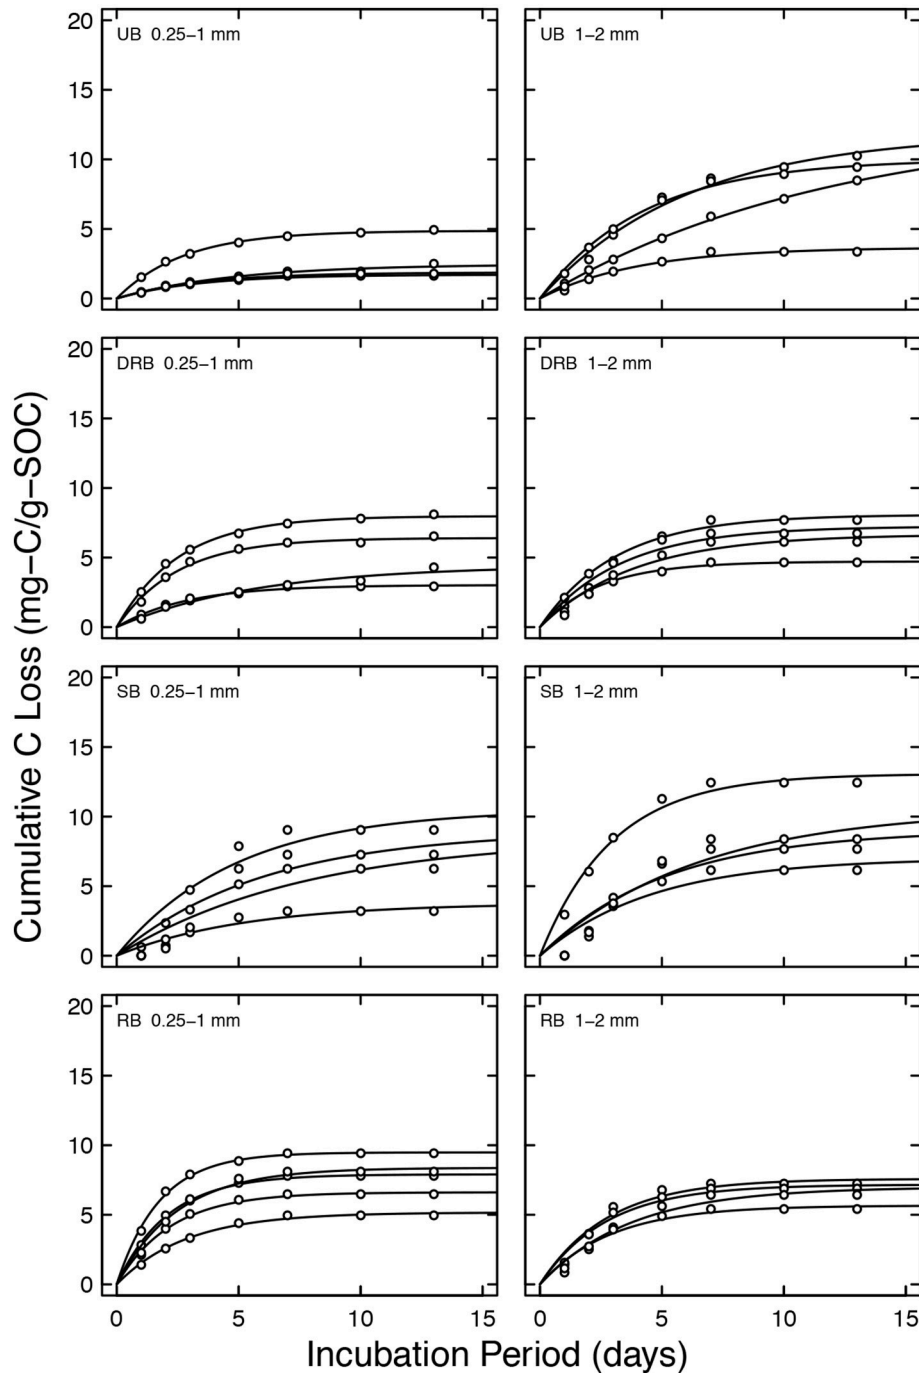 Cumulative C Loss (mg−C/g−SOC)
UB 0.25−1 mm
20
15
10
5
0
UB 1−2 mm
DRB 0.25−1 mm
20
15
10
5
0
DRB 1−2 mm
SB 0.25−1 mm
20
15
10
5
0
SB 1−2 mm
RB 0.25−1 mm
20
15
10
5
0
RB 1−2 mm
0 5 10 15
0 5 10 15
Incubation Period (days)